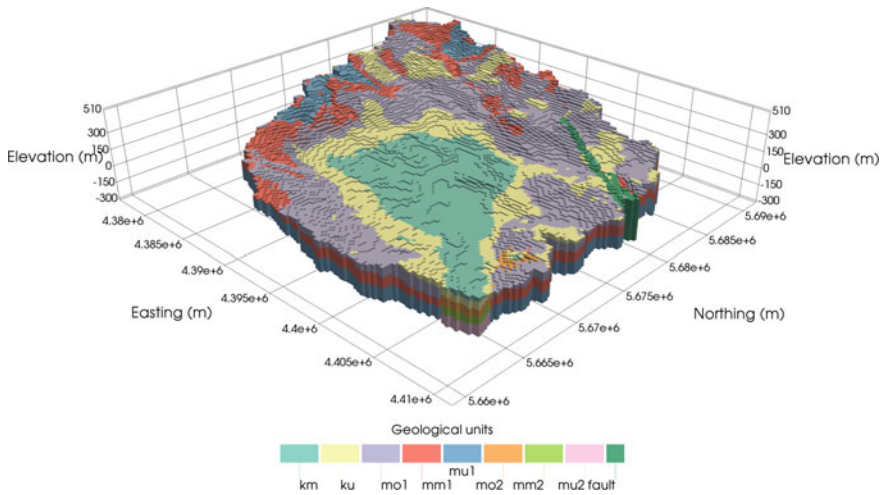 510
300
150
0
-150
-300
Elevation (m)
510
300
150
0
-150
-300
Elevation (m)
4.38e+6
4.385e+6
4.39e+6
4.395e+6
4.4e+6
4.405e+6
4.41e+6
Easting (m)
5.69e+6
5.685e+6
5.68e+6
5.675e+6
5.67e+6
5.665e+6
5.66e+6
Northing (m)
Geological units
km ku mo1 mm1 mu1 mo2 mm2 mu2 fault